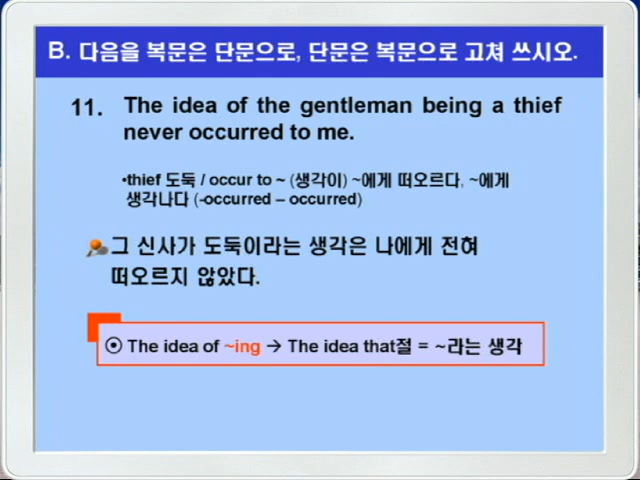 B. 다음을 복문은 단문으로, 단문은 복문으로 고쳐 쓰시오.
11. The idea of the gentleman being a thief
never occurred to me.
•thief 도둑 / occur to ~ (생각이) ~에게 떠오르다, ~에게
생각나다 (-occurred – occurred)
그 신사가 도둑이라는 생각은 나에게 전혀
떠오르지 않았다.
⊙ The idea of ~ing → The idea that절 = ~라는 생각